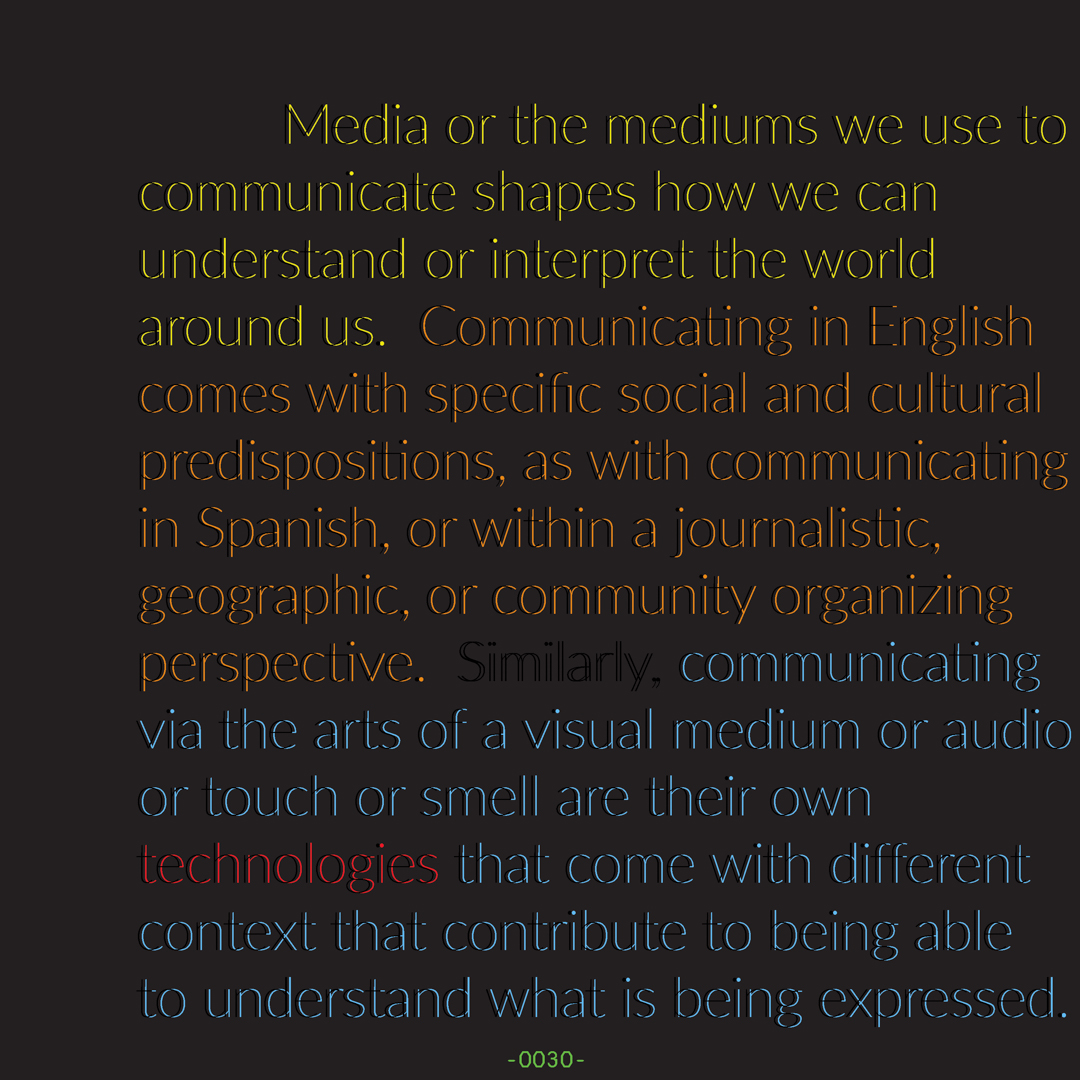 Media or the mediums we use to
communicate shapes how we can
understand or interpret the world
around us. Communicating in English
comes with specific social and cultural
predispositions, as with communicating
in Spanish, or within a journalistic,
geographic, or community organizing
perspective. Similarly, communicating
via the arts of a visual medium or audio
or touch or smell are their own
technologies that come with different
context that contribute to being able
to understand what is being expressed.
-0030-